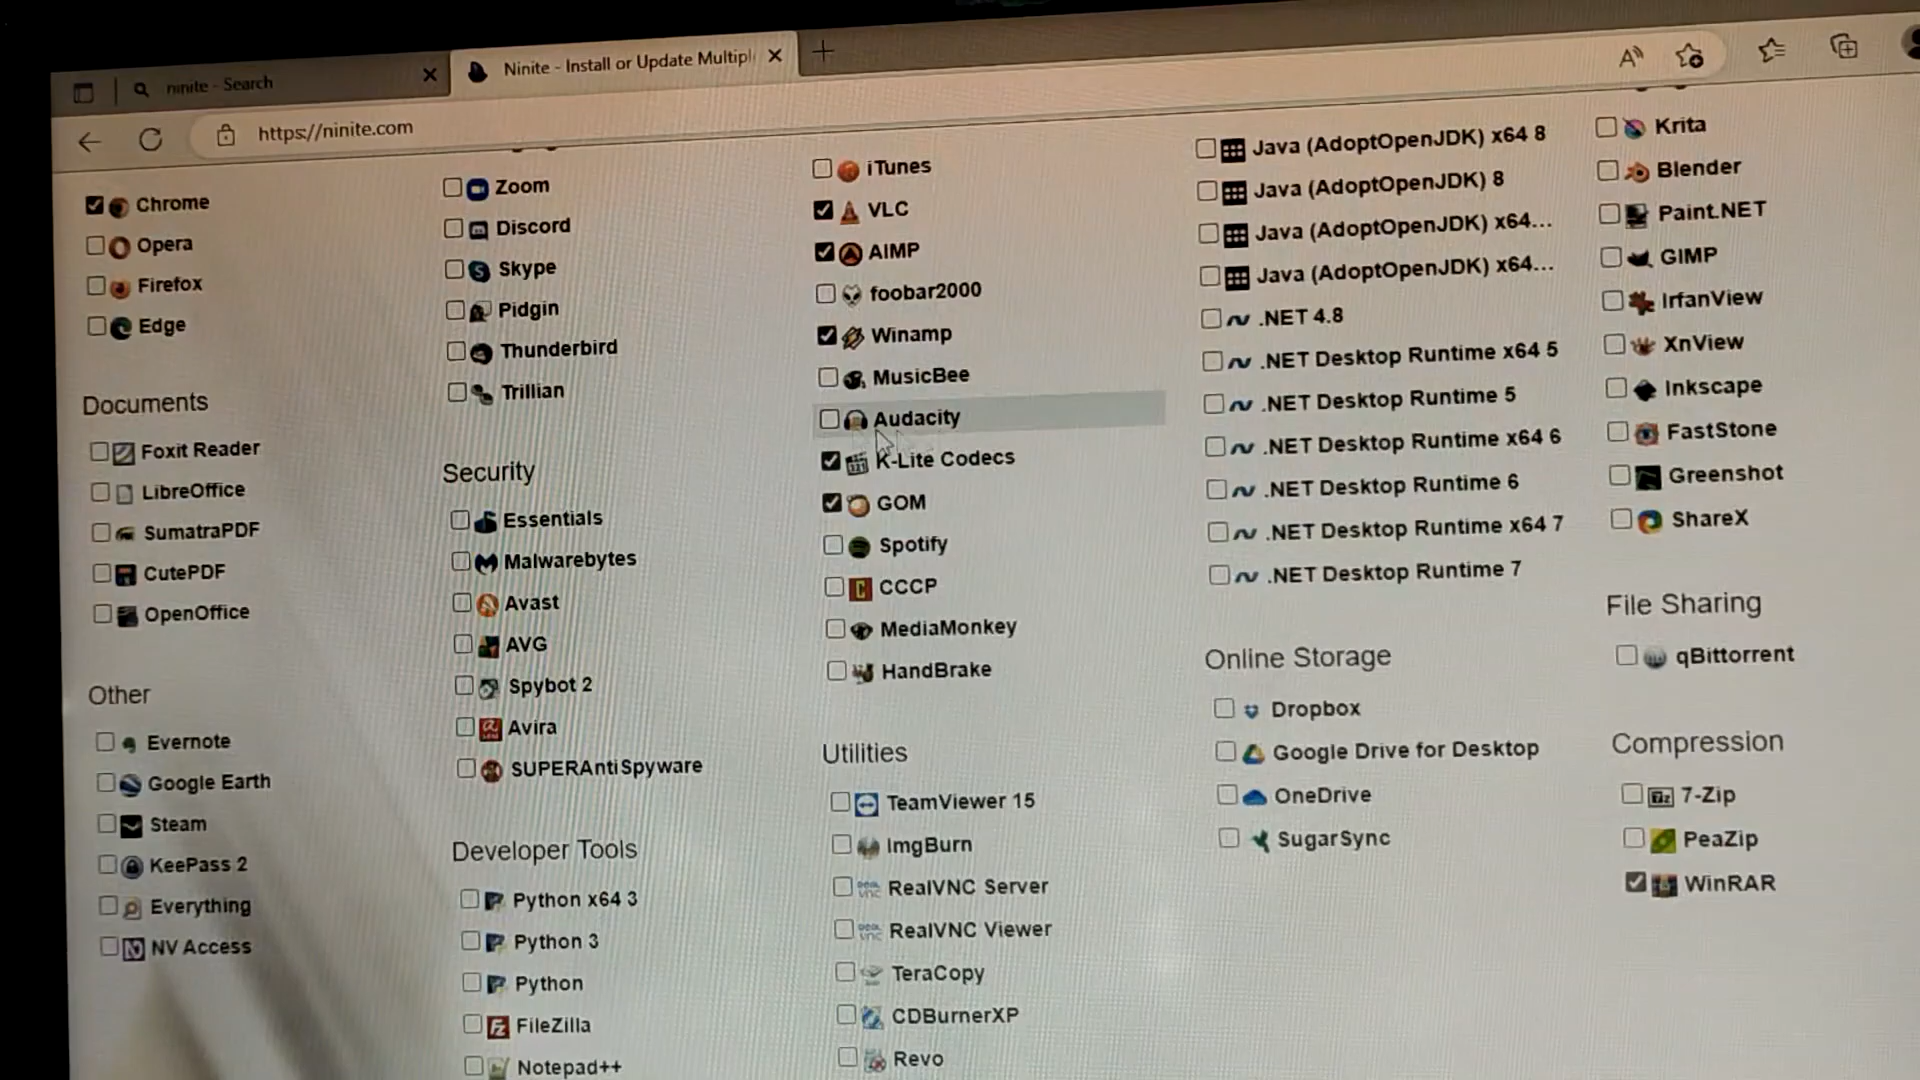 ninite - Search
Ninite - Install or Update Multipl
https://ninite.com
Chrome
Opera
Firefox
Edge
Documents
Foxit Reader
LibreOffice
SumatraPDF
CutePDF
OpenOffice
Other
Evernote
Google Earth
Steam
KeePass 2
Everything
NV Access
Zoom
Discord
Skype
Pidgin
Thunderbird
Trillian
Security
Essentials
Malwarebytes
Avast
AVG
Spybot 2
Avira
SUPERAntiSpyware
Developer Tools
Python x64 3
Python 3
Python
FileZilla
Notepad++
iTunes
VLC
AIMP
foobar2000
Winamp
MusicBee
Audacity
K-Lite Codecs
GOM
Spotify
CCCP
MediaMonkey
HandBrake
Utilities
TeamViewer 15
ImgBurn
RealVNC Server
RealVNC Viewer
TeraCopy
CDBurnerXP
Revo
Java (AdoptOpenJDK) x64 8
Java (AdoptOpenJDK) 8
Java (AdoptOpenJDK) x64...
Java (AdoptOpenJDK) x64...
.NET 4.8
.NET Desktop Runtime x64 5
.NET Desktop Runtime 5
.NET Desktop Runtime x64 6
.NET Desktop Runtime 6
.NET Desktop Runtime x64 7
.NET Desktop Runtime 7
Online Storage
Dropbox
Google Drive for Desktop
OneDrive
SugarSync
Krita
Blender
Paint.NET
GIMP
IrfanView
XnView
Inkscape
FastStone
Greenshot
ShareX
File Sharing
qBittorrent
Compression
7-Zip
PeaZip
WinRAR